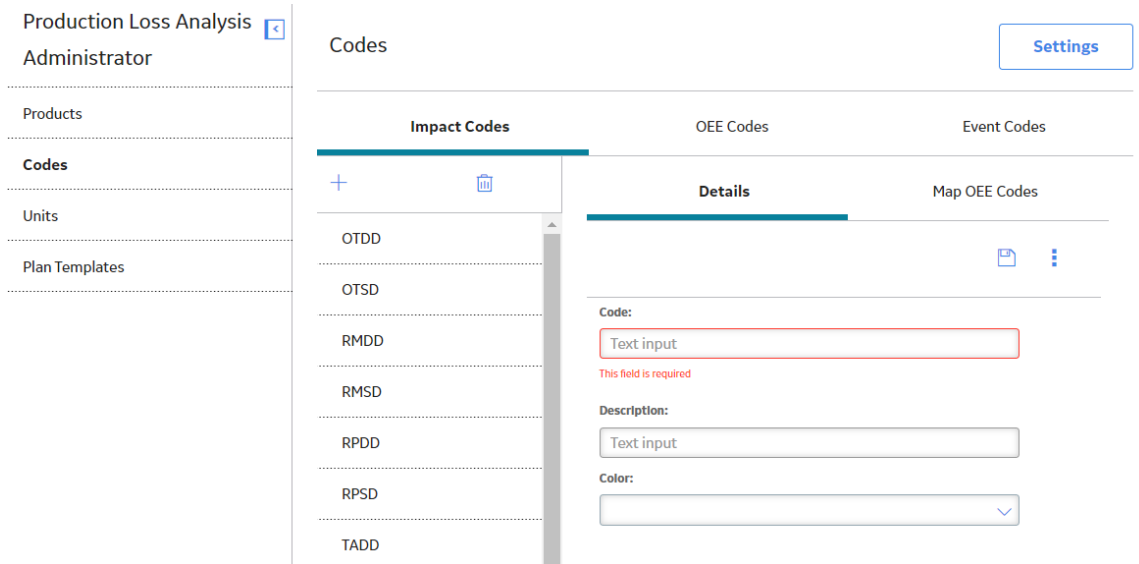 Production Loss Analysis
Administrator
Products
Codes
Units
Plan Templates
Codes
Settings
Impact Codes
OEE Codes
Event Codes
OTDD
OTSD
RMDD
RMSD
RPDD
RPSD
TADD
Details
Map OEE Codes
Code:
Text input
This field is required
Description:
Text input
Color: